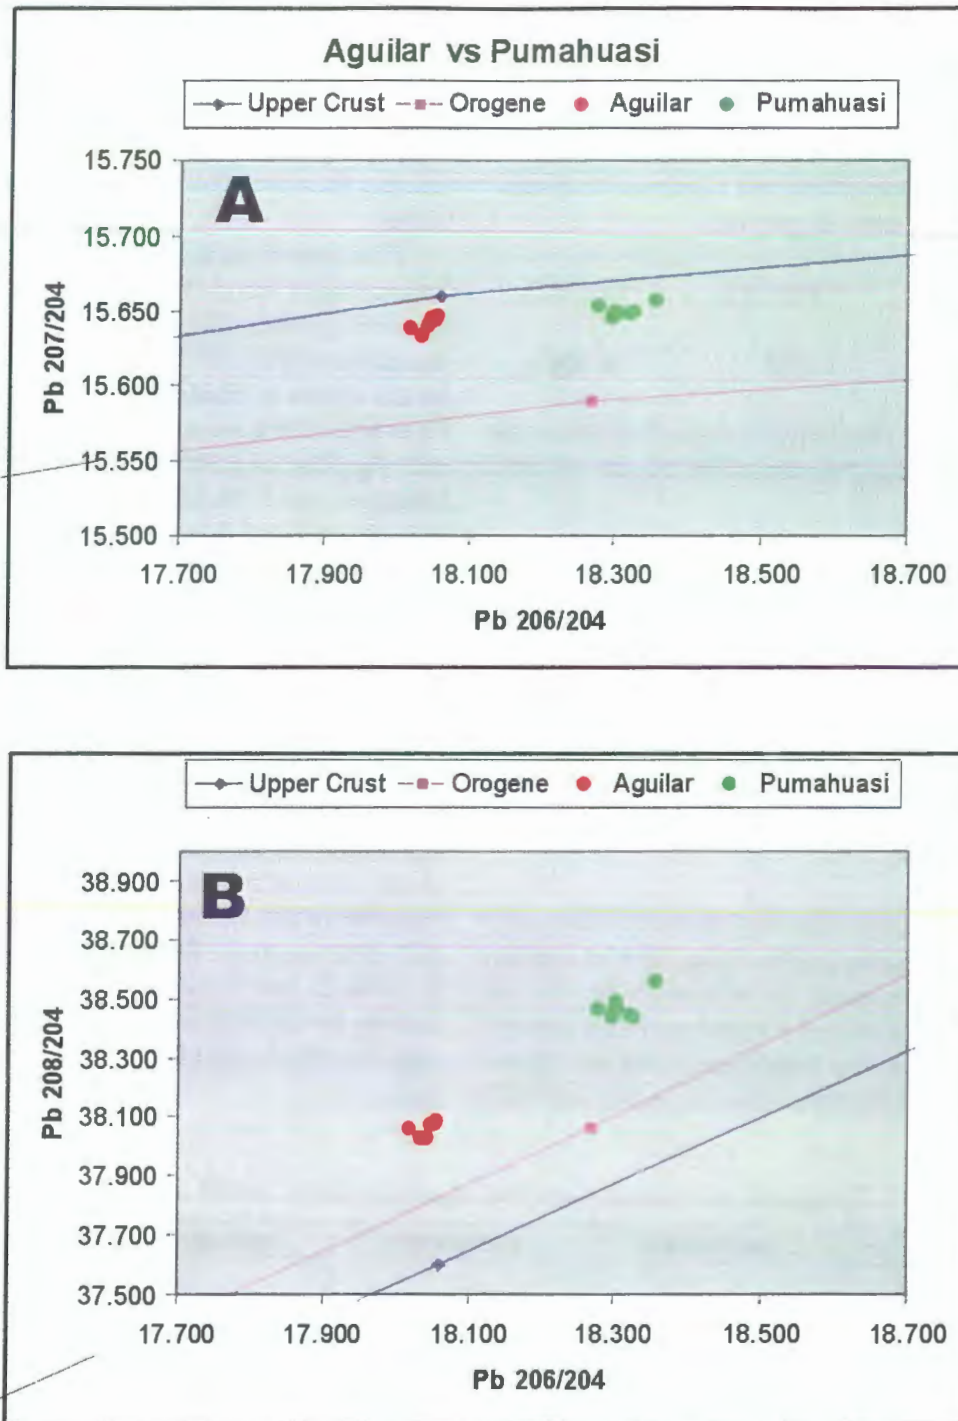 Aguilar vs Pumahuasi
Upper Crust Orogene Aguilar Pumahuasi
A
15.750
15.700
15.650
15.600
15.550
15.500
Pb 207/204
17.700 17.900 18.100 18.300 18.500 18.700
Pb 206/204
Upper Crust Orogene Aguilar Pumahuasi
B
38.900
38.700
38.500
38.300
38.100
37.900
37.700
37.500
Pb 208/204
17.700 17.900 18.100 18.300 18.500 18.700
Pb 206/204